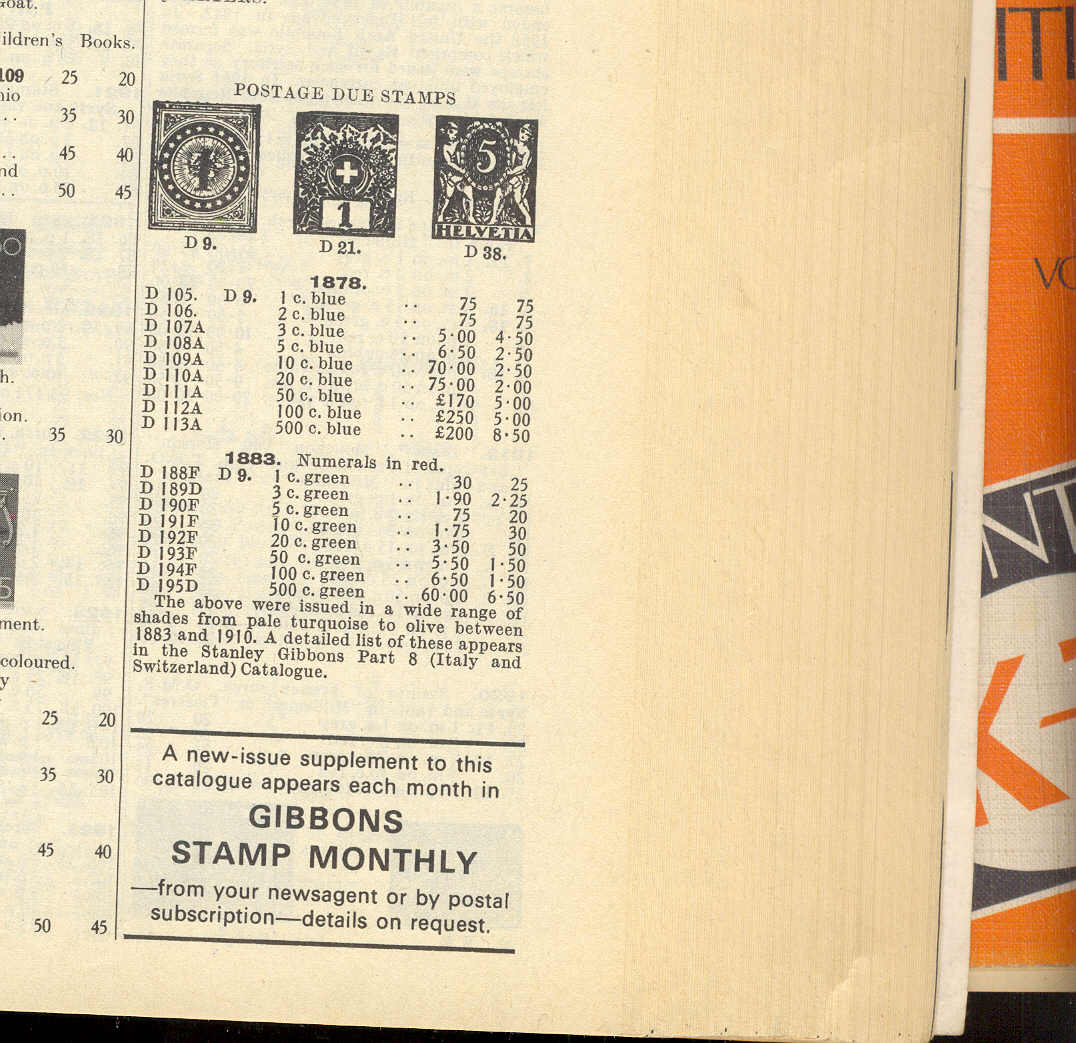 Goat.
ildren's Books.
109 25 20
nio
.. 35 30
.. 45 40
nd
.. 50 45
h.
ion.
. 35 30
5
ment.
coloured.
y
25 20
35 30
45 40
50 45
POSTAGE DUE STAMPS
1
1
5
HELVETIA
D 9. D 21. D 38.
1878.
D 105. D 9. 1 c. blue .. 75 75
D 106. 2 c. blue .. 75 75
D 107A 3 c. blue .. 5·00 4·50
D 108A 5 c. blue .. 6·50 2·50
D 109A 10 c. blue .. 70·00 2·50
D 110A 20 c. blue .. 75·00 2·00
D 111A 50 c. blue .. £170 5·00
D 112A 100 c. blue .. £250 5·00
D 113A 500 c. blue .. £200 8·50
1883. Numerals in red.
D 188F D 9. 1 c. green .. 30 25
D 189D 3 c. green .. 1·90 2·25
D 190F 5 c. green .. 75 20
D 191F 10 c. green .. 1·75 30
D 192F 20 c. green .. 3·50 50
D 193F 50 c. green .. 5·50 1·50
D 194F 100 c. green .. 6·50 1·50
D 195D 500 c. green .. 60·00 6·50
The above were issued in a wide range of
shades from pale turquoise to olive between
1883 and 1910. A detailed list of these appears
in the Stanley Gibbons Part 8 (Italy and
Switzerland) Catalogue.
A new-issue supplement to this
catalogue appears each month in
GIBBONS
STAMP MONTHLY
—from your newsagent or by postal
subscription—details on request.
ITI
VO
NT
K